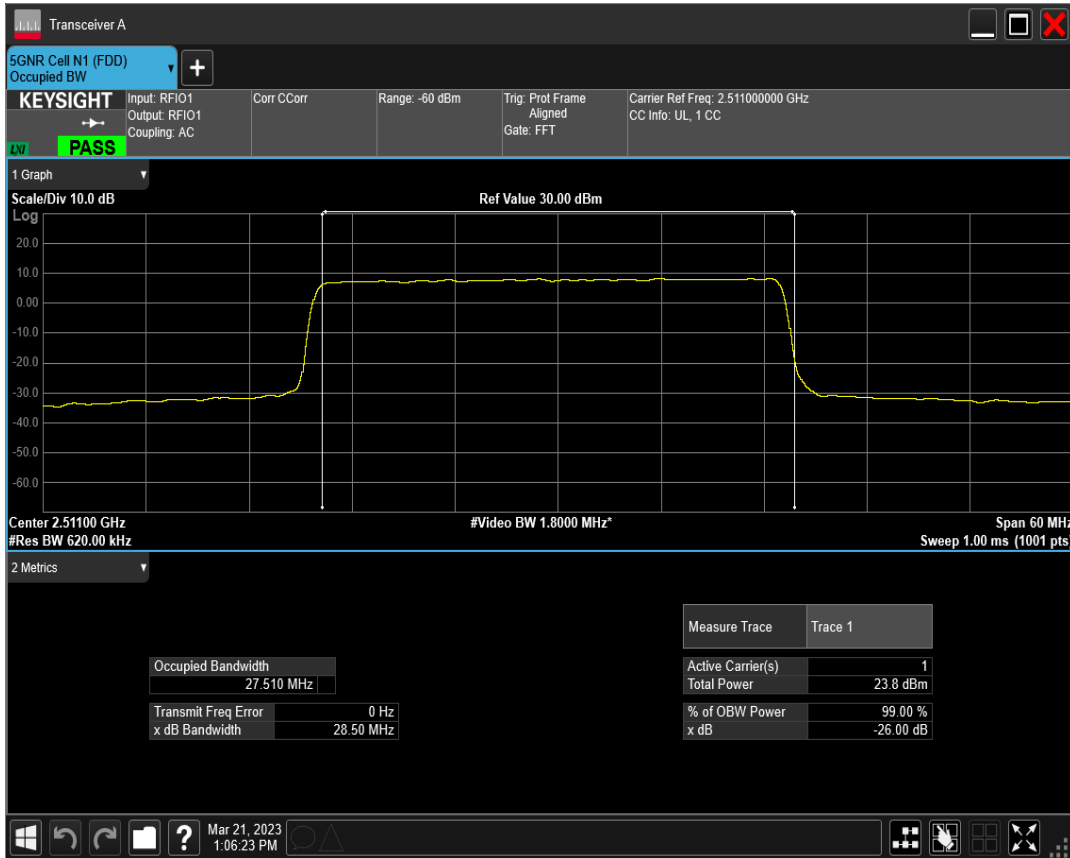 Transceiver A
5GNR Cell N1 (FDD)
Occupied BW
+
KEYSIGHT
LXI
PASS
Input: RFIO1
Output: RFIO1
Coupling: AC
Corr CCorr
Range: -60 dBm
Trig: Prot Frame
Aligned
Gate: FFT
Carrier Ref Freq: 2.511000000 GHz
CC Info: UL, 1 CC
1 Graph
Scale/Div 10.0 dB
Ref Value 30.00 dBm
Log
20.0
10.0
0.00
-10.0
-20.0
-30.0
-40.0
-50.0
-60.0
Center 2.51100 GHz
#Video BW 1.8000 MHz*
Span 60 MHz
#Res BW 620.00 kHz
Sweep 1.00 ms (1001 pts)
2 Metrics
Measure Trace Trace 1
Occupied Bandwidth
27.510 MHz
Active Carrier(s) 1
Total Power 23.8 dBm
Transmit Freq Error 0 Hz
x dB Bandwidth 28.50 MHz
% of OBW Power 99.00 %
x dB -26.00 dB
?
Mar 21, 2023
1:06:23 PM